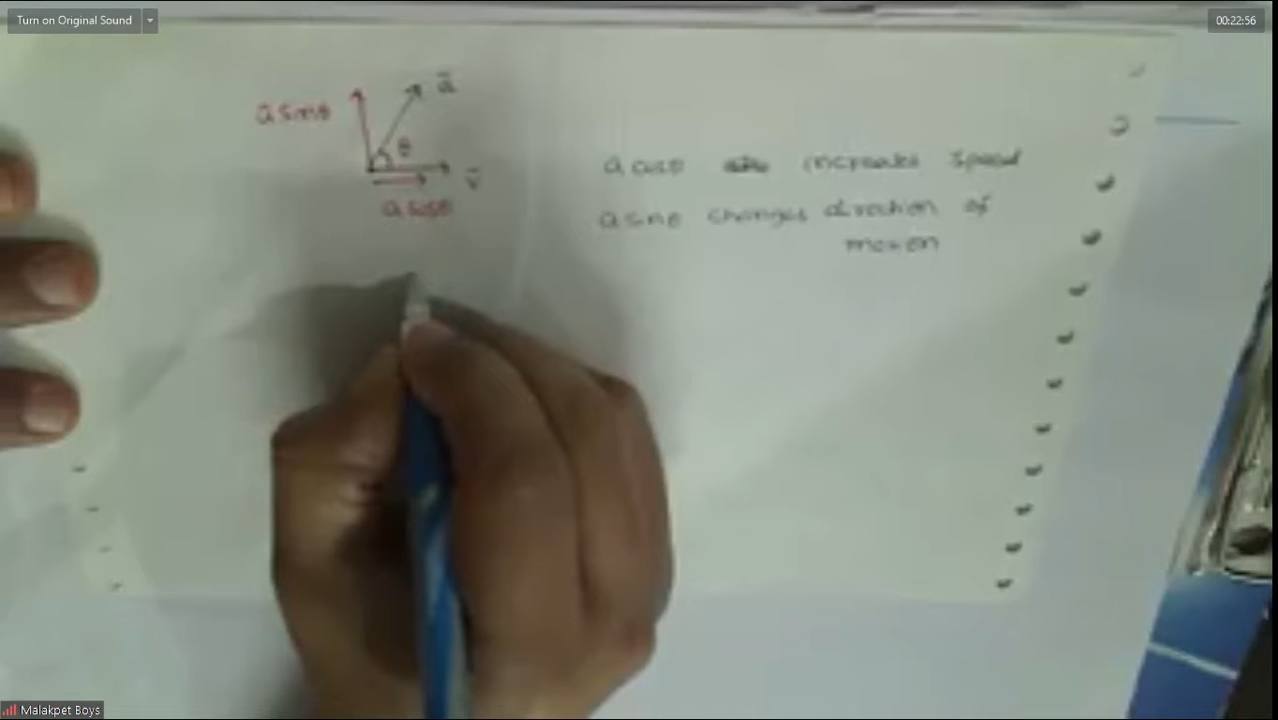 Turn on Original Sound
00:22:56
a
a sinθ
θ
v
a cosθ
a cosθ increases speed
a sinθ changes direction of
motion
Malakpet Boys